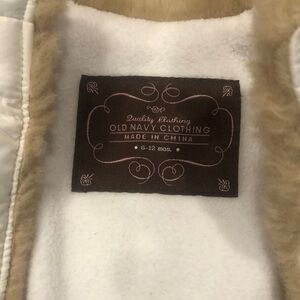 Quality Clothing
OLD NAVY CLOTHING
MADE IN CHINA
• 6-12 mos. •